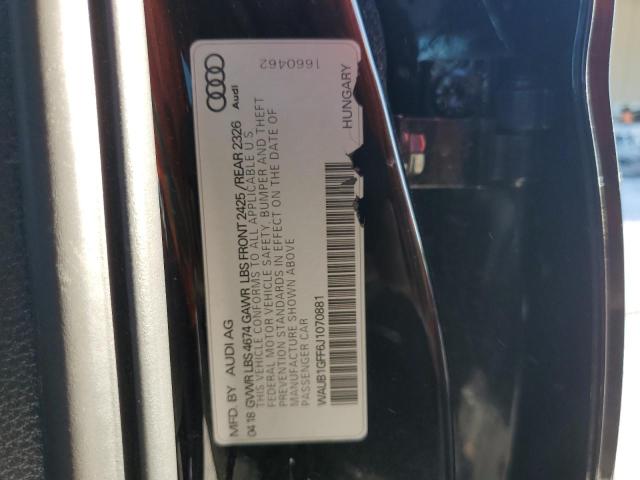 MFD. BY AUDI AG
Audi
04 18 GVWR LBS 4674 GAWR LBS FRONT 2425 /REAR 2326
THIS VEHICLE CONFORMS TO ALL APPLICABLE U.S.
FEDERAL MOTOR VEHICLE SAFETY, BUMPER AND THEFT
PREVENTION STANDARDS IN EFFECT ON THE DATE OF
MANUFACTURE SHOWN ABOVE
PASSENGER CAR
WAUB1GFF6J1070881
HUNGARY
1660462